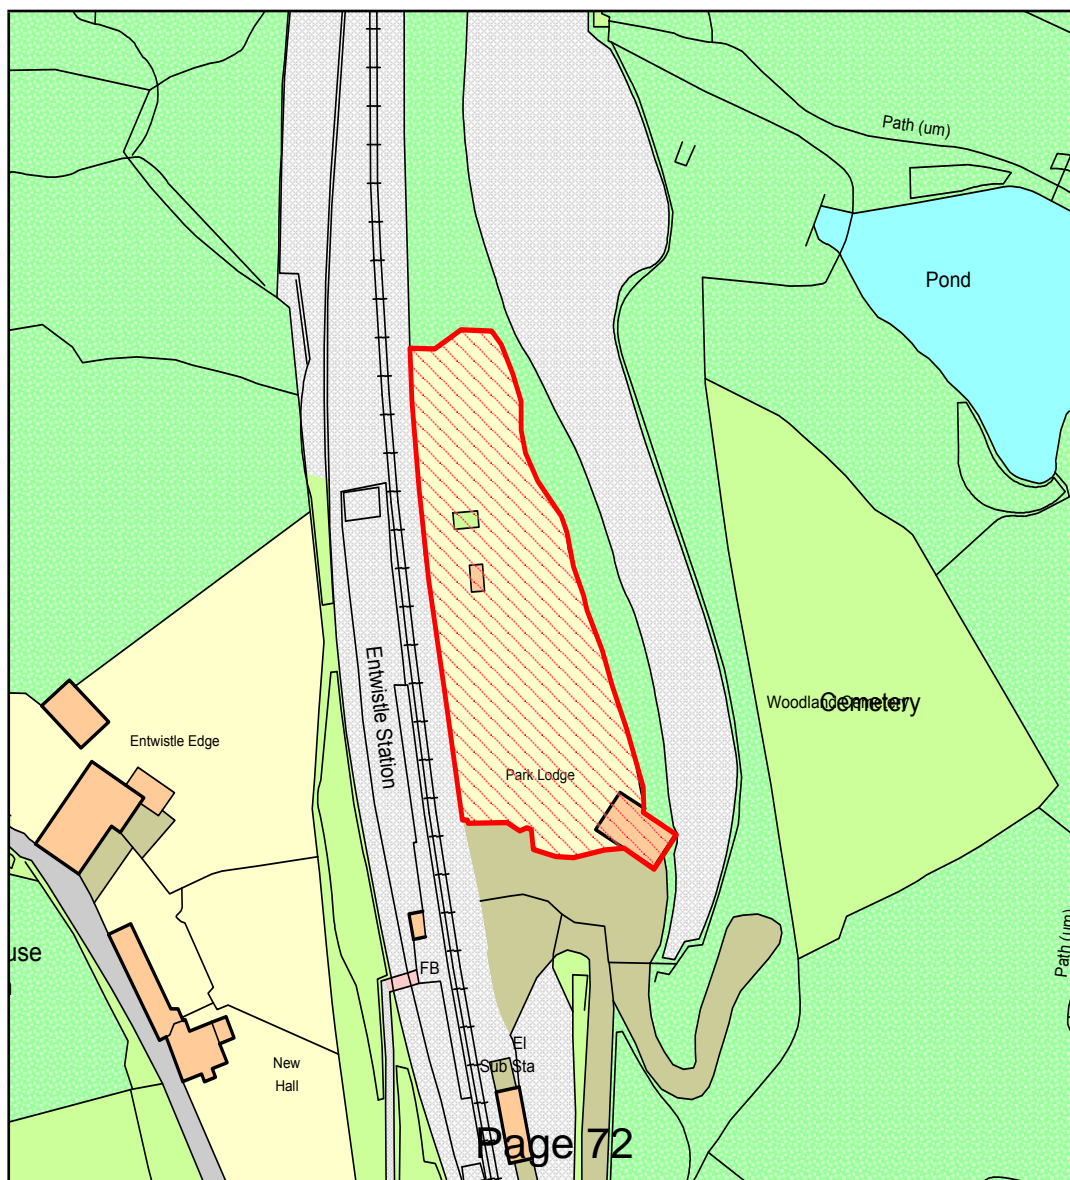 Path (um)
Pond
Entwistle Station
Woodland Cemetery
Cemetery
Entwistle Edge
Park Lodge
use
Path (um)
FB
El
Sub Sta
New
Hall
Page 72